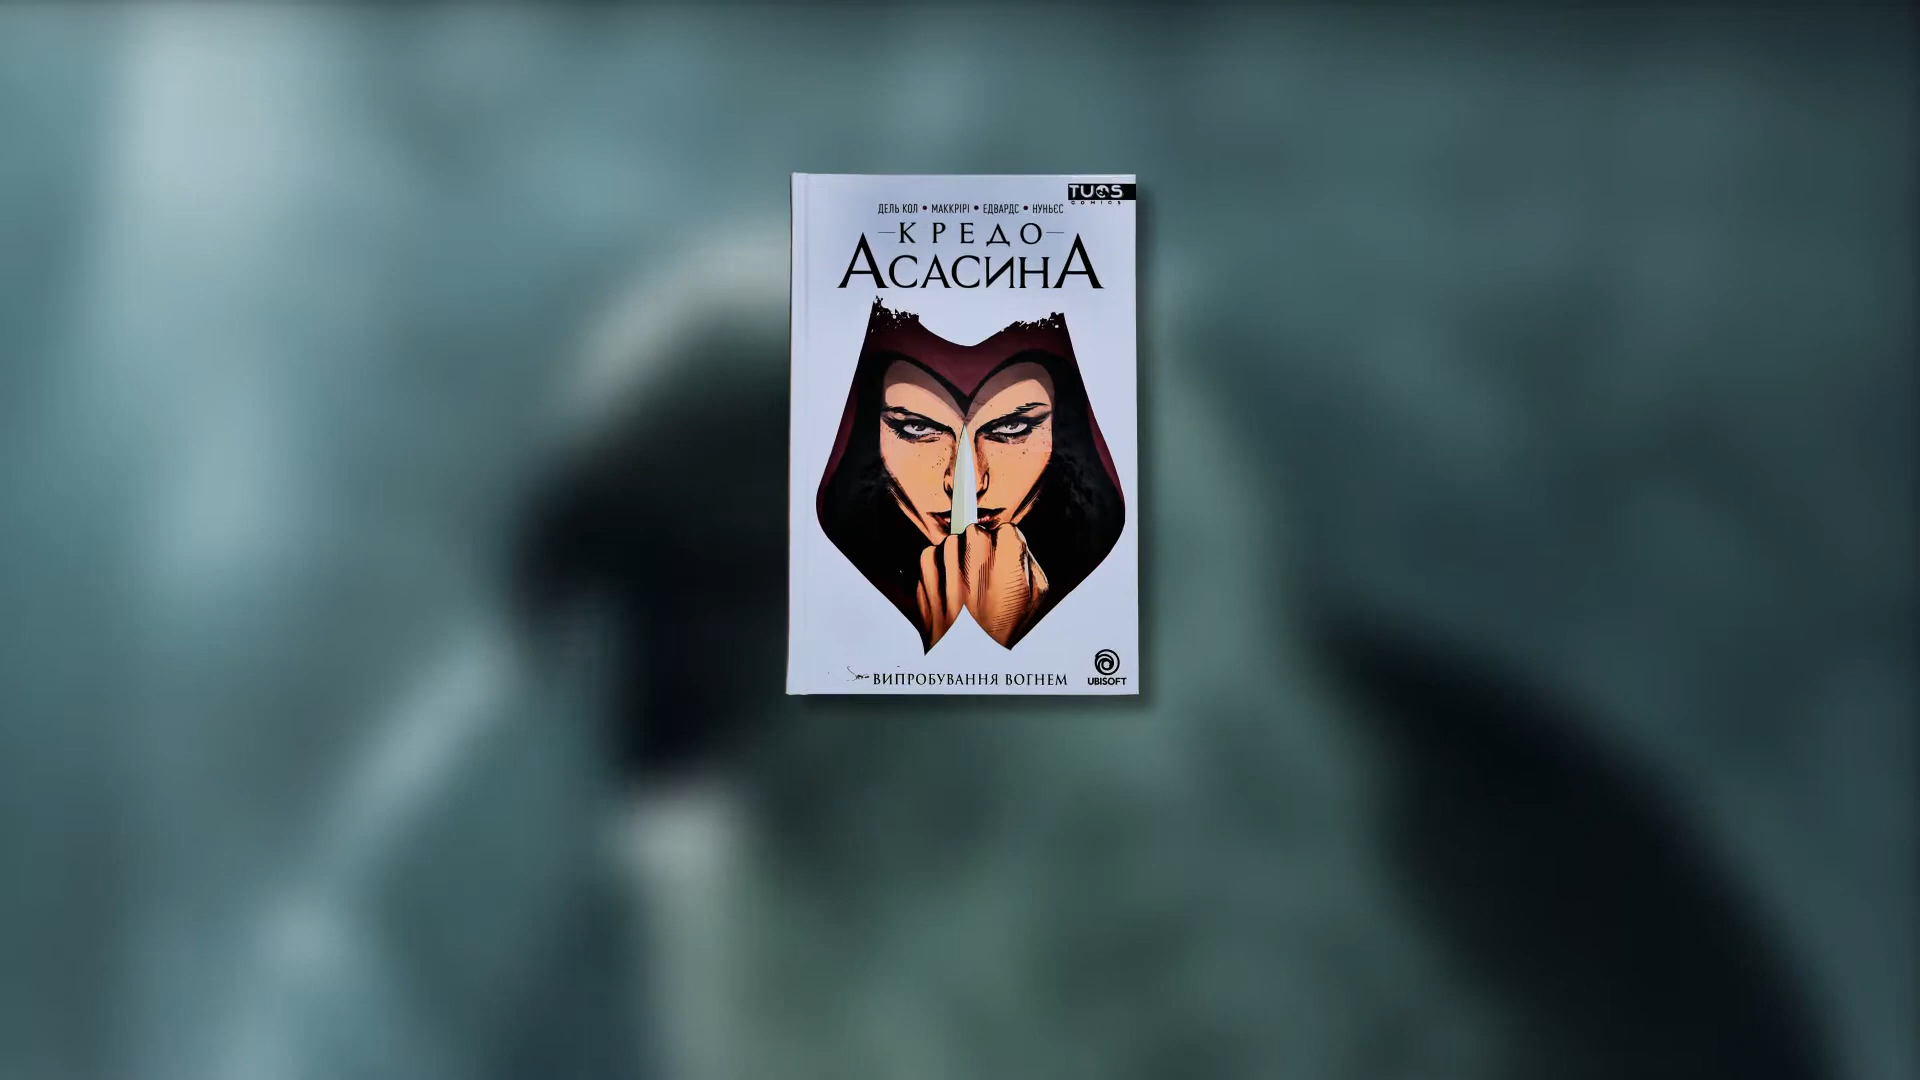 TUOS
COMICS
ДЕЛЬ КОЛ • МАККРІРІ • ЕДВАРДС • НУНЬЄС
КРЕДО
АСАСИНА
ВИПРОБУВАННЯ ВОГНЕМ
UBISOFT